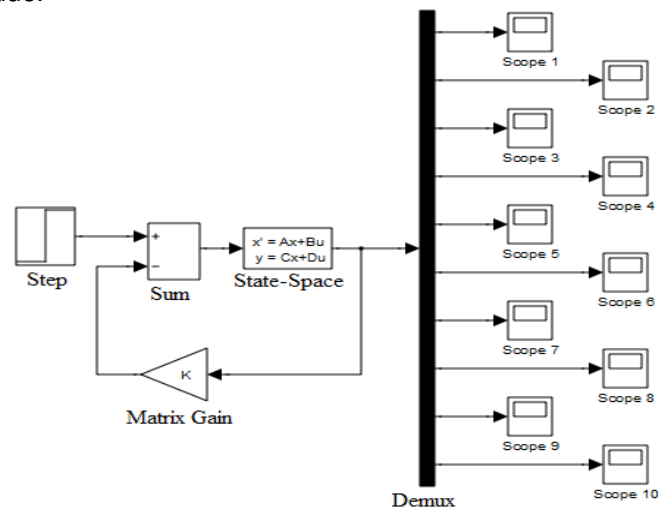 Scope 1
Scope 2
Scope 3
Scope 4
Step
+
−
Sum
x' = Ax+Bu
y = Cx+Du
State-Space
Scope 5
Scope 6
K
Matrix Gain
Scope 7
Scope 8
Scope 9
Scope 10
Demux